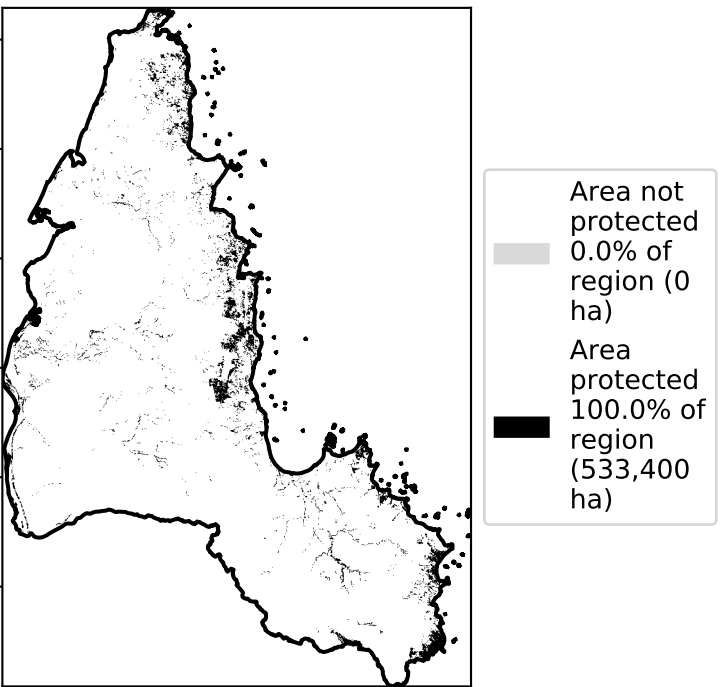 Area not
protected
0.0% of
region (0
ha)
Area
protected
100.0% of
region
(533,400
ha)